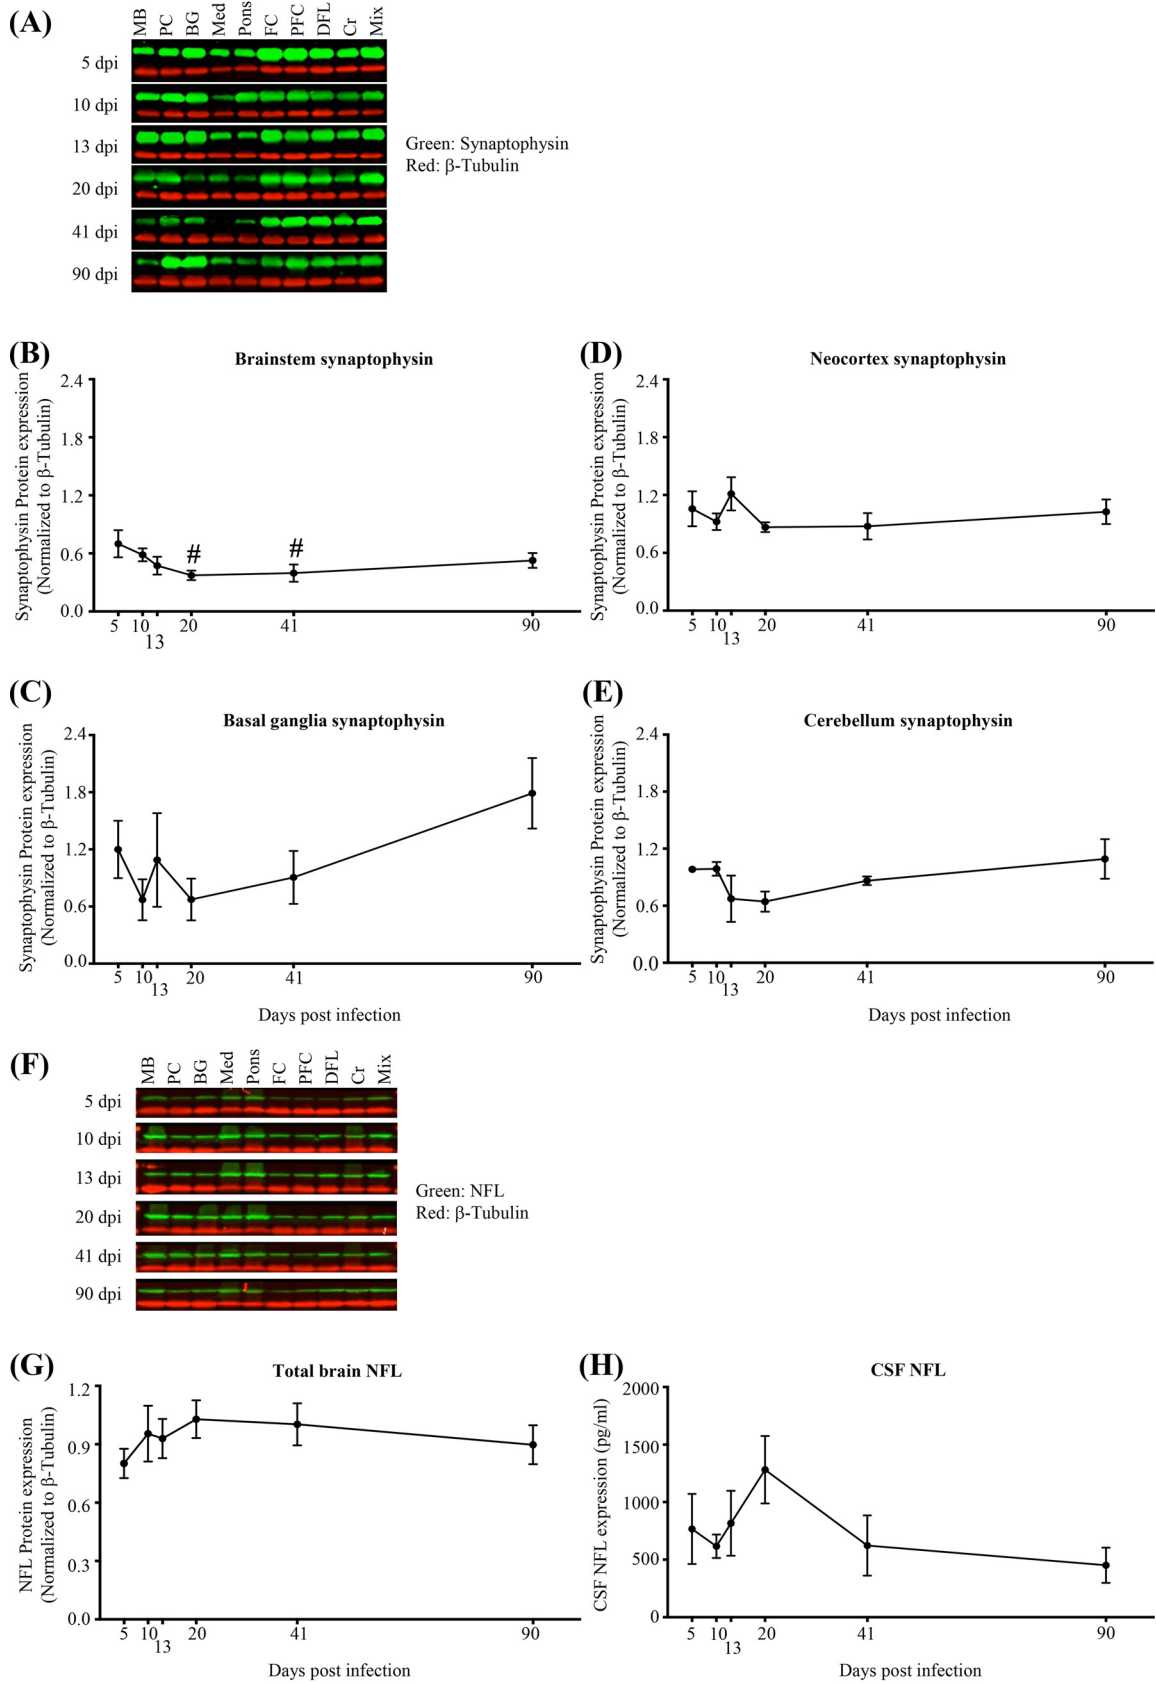 (A)
MB PC BG Med Pons FC PFC DFL Cr Mix
5 dpi
10 dpi
13 dpi
20 dpi
41 dpi
90 dpi
Green: Synaptophysin
Red: β-Tubulin
(B)
Brainstem synaptophysin
Synaptophysin Protein expression
(Normalized to β-Tubulin)
2.4
1.8
1.2
0.6
0.0
# #
5 10 13 20 41 90
(D)
Neocortex synaptophysin
Synaptophysin Protein expression
(Normalized to β-Tubulin)
2.4
1.8
1.2
0.6
0.0
5 10 13 20 41 90
(C)
Basal ganglia synaptophysin
Synaptophysin Protein expression
(Normalized to β-Tubulin)
2.4
1.8
1.2
0.6
0.0
5 10 13 20 41 90
Days post infection
(E)
Cerebellum synaptophysin
Synaptophysin Protein expression
(Normalized to β-Tubulin)
2.4
1.8
1.2
0.6
0.0
5 10 13 20 41 90
Days post infection
(F)
MB PC BG Med Pons FC PFC DFL Cr Mix
5 dpi
10 dpi
13 dpi
20 dpi
41 dpi
90 dpi
Green: NFL
Red: β-Tubulin
(G)
Total brain NFL
NFL Protein expression
(Normalized to β-Tubulin)
1.2
0.9
0.6
0.3
0.0
5 10 13 20 41 90
Days post infection
(H)
CSF NFL
CSF NFL expression (pg/ml)
2000
1500
1000
500
0
5 10 13 20 41 90
Days post infection